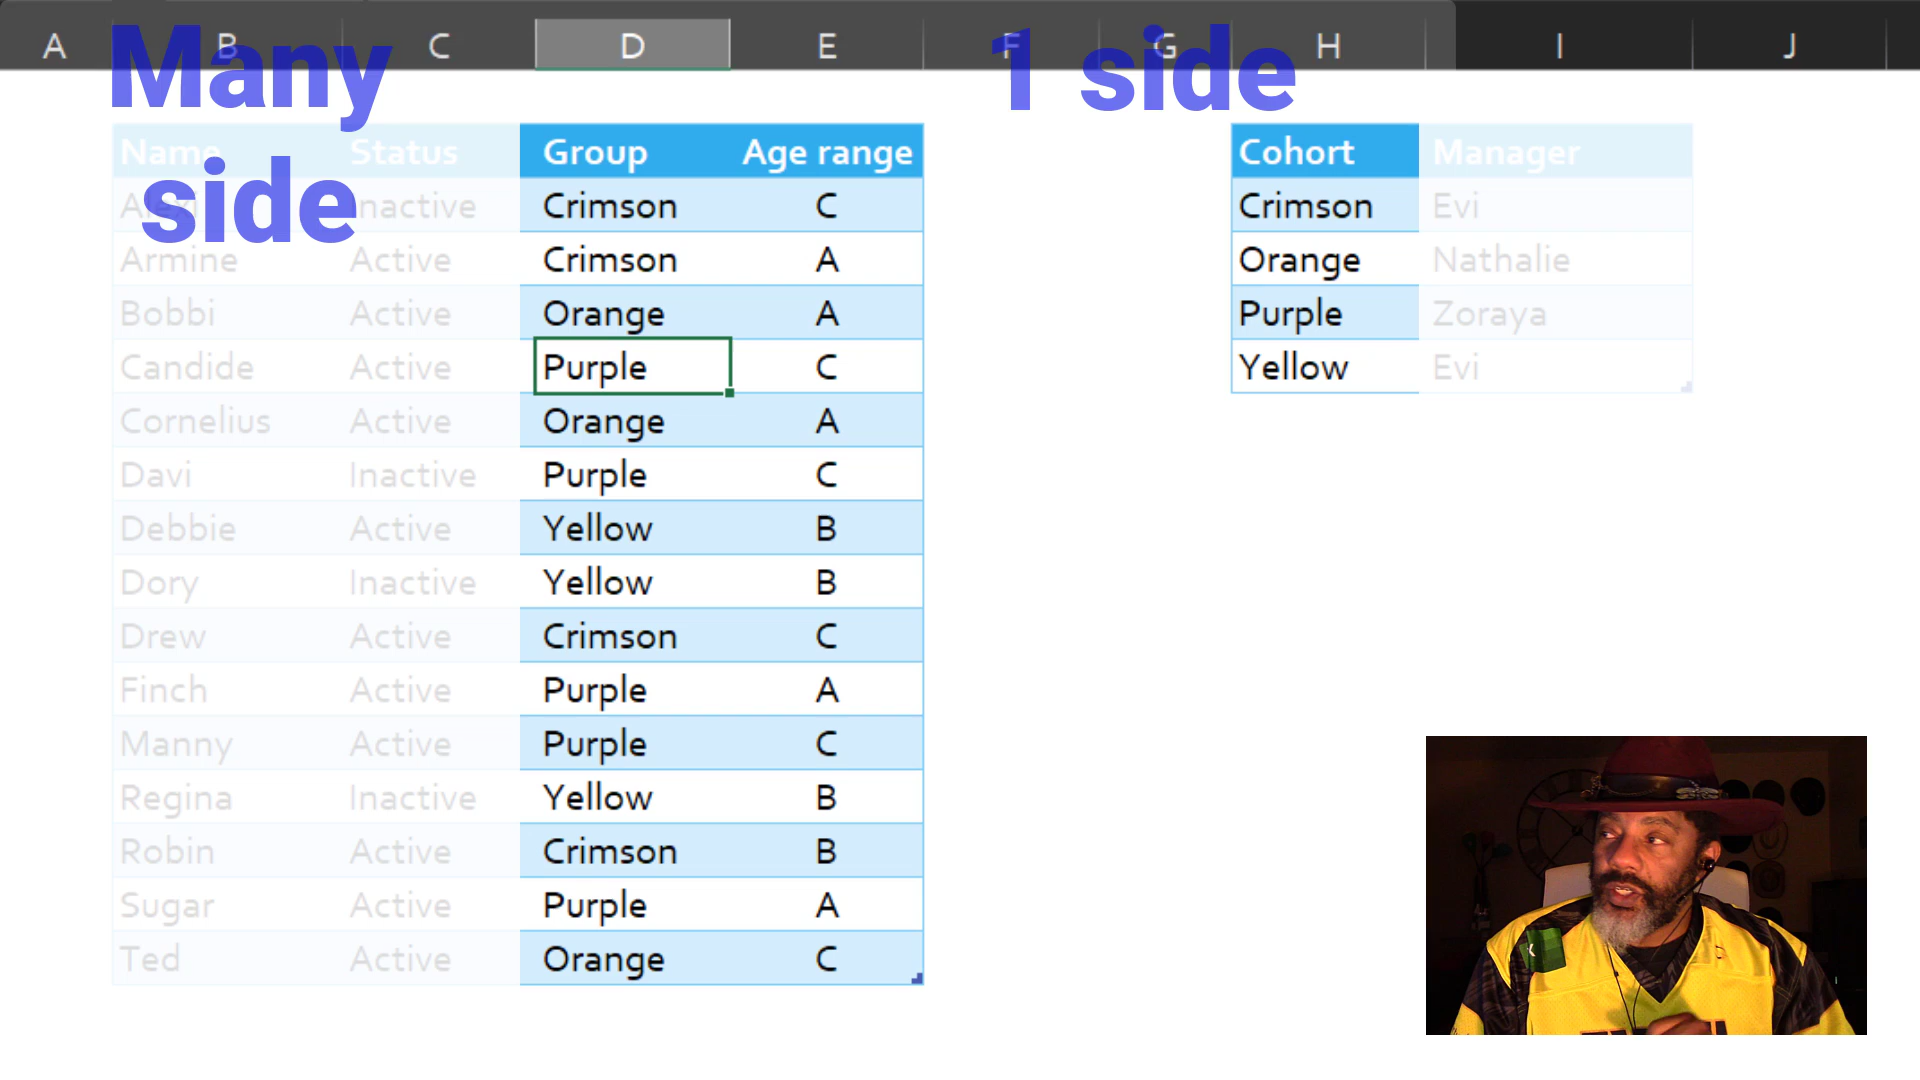 A B C D E F G H I J
Many side
1 side
Name Status Group Age range
Alexi Inactive Crimson C
Armine Active Crimson A
Bobbi Active Orange A
Candide Active Purple C
Cornelius Active Orange A
Davi Inactive Purple C
Debbie Active Yellow B
Dory Inactive Yellow B
Drew Active Crimson C
Finch Active Purple A
Manny Active Purple C
Regina Inactive Yellow B
Robin Active Crimson B
Sugar Active Purple A
Ted Active Orange C
Cohort Manager
Crimson Evi
Orange Nathalie
Purple Zoraya
Yellow Evi